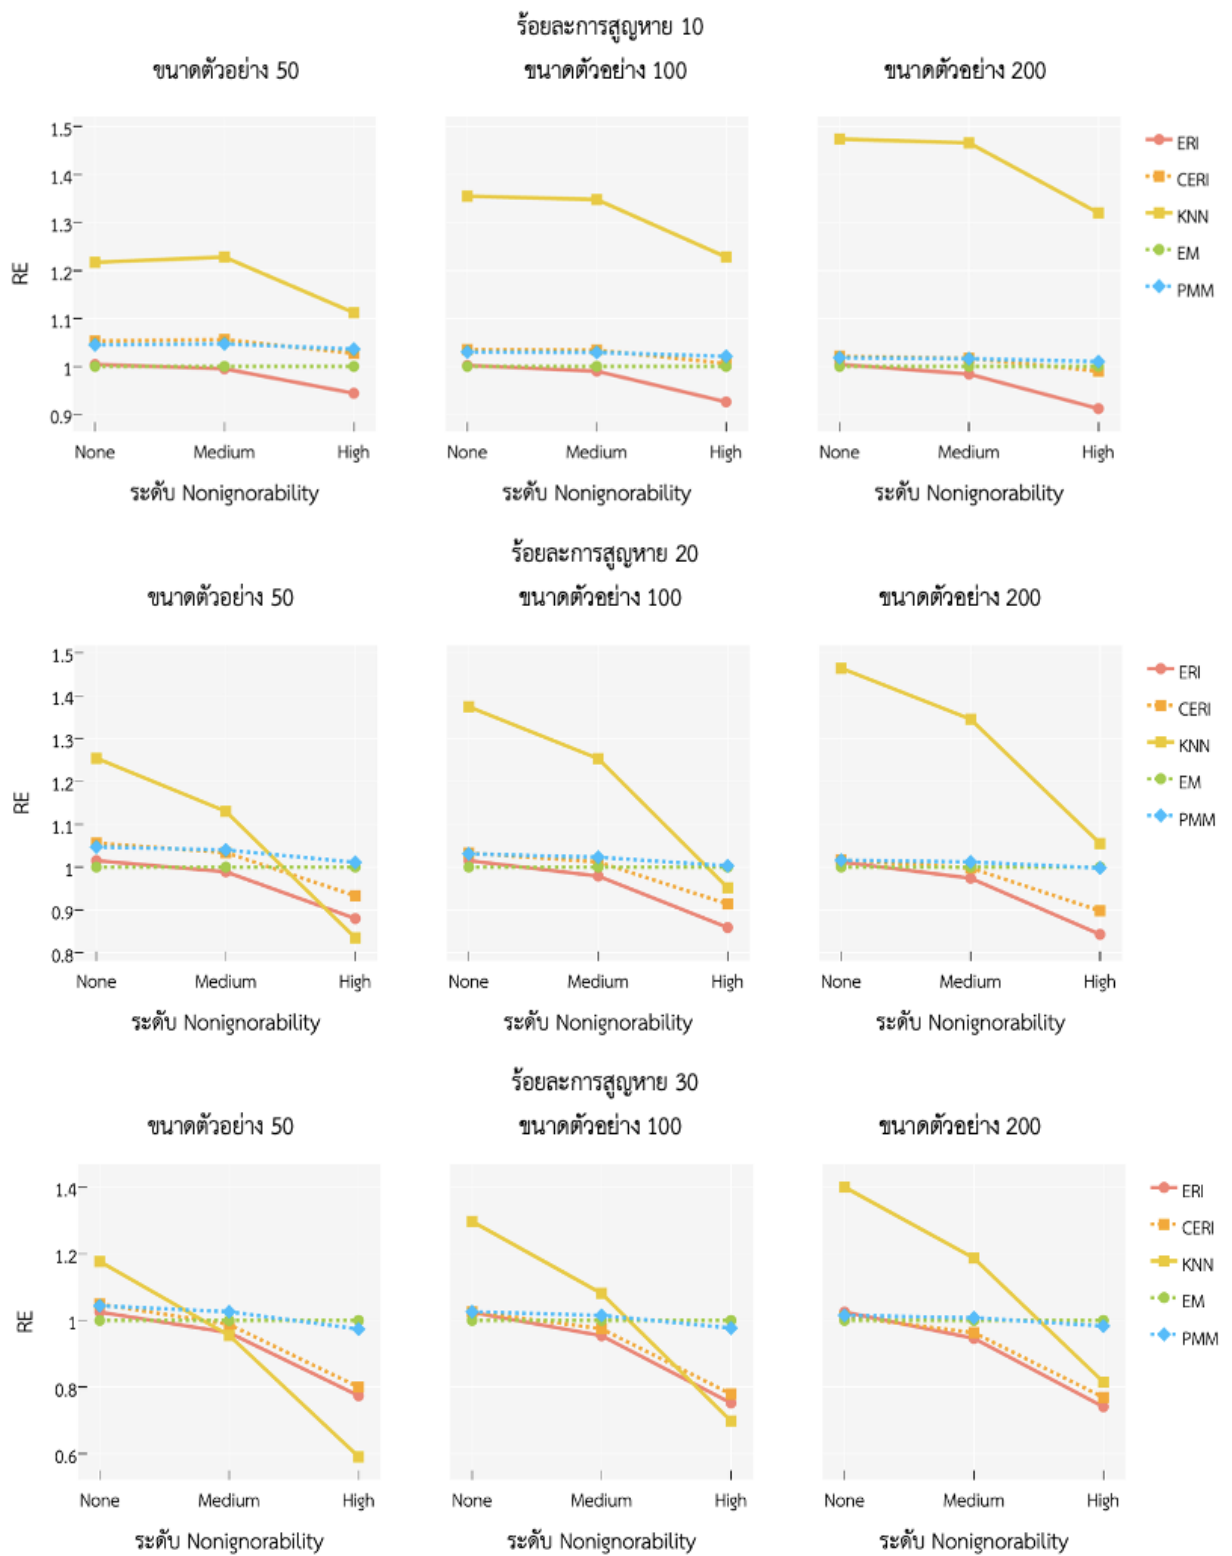 ร้อยละการสูญหาย 10
ขนาดตัวอย่าง 50
ขนาดตัวอย่าง 100
ขนาดตัวอย่าง 200
RE
1.5
1.4
1.3
1.2
1.1
1
0.9
None Medium High
None Medium High
None Medium High
ระดับ Nonignorability
ระดับ Nonignorability
ระดับ Nonignorability
ERI
CERI
KNN
EM
PMM
ร้อยละการสูญหาย 20
ขนาดตัวอย่าง 50
ขนาดตัวอย่าง 100
ขนาดตัวอย่าง 200
RE
1.5
1.4
1.3
1.2
1.1
1
0.9
0.8
None Medium High
None Medium High
None Medium High
ระดับ Nonignorability
ระดับ Nonignorability
ระดับ Nonignorability
ERI
CERI
KNN
EM
PMM
ร้อยละการสูญหาย 30
ขนาดตัวอย่าง 50
ขนาดตัวอย่าง 100
ขนาดตัวอย่าง 200
RE
1.4
1.2
1
0.8
0.6
None Medium High
None Medium High
None Medium High
ระดับ Nonignorability
ระดับ Nonignorability
ระดับ Nonignorability
ERI
CERI
KNN
EM
PMM